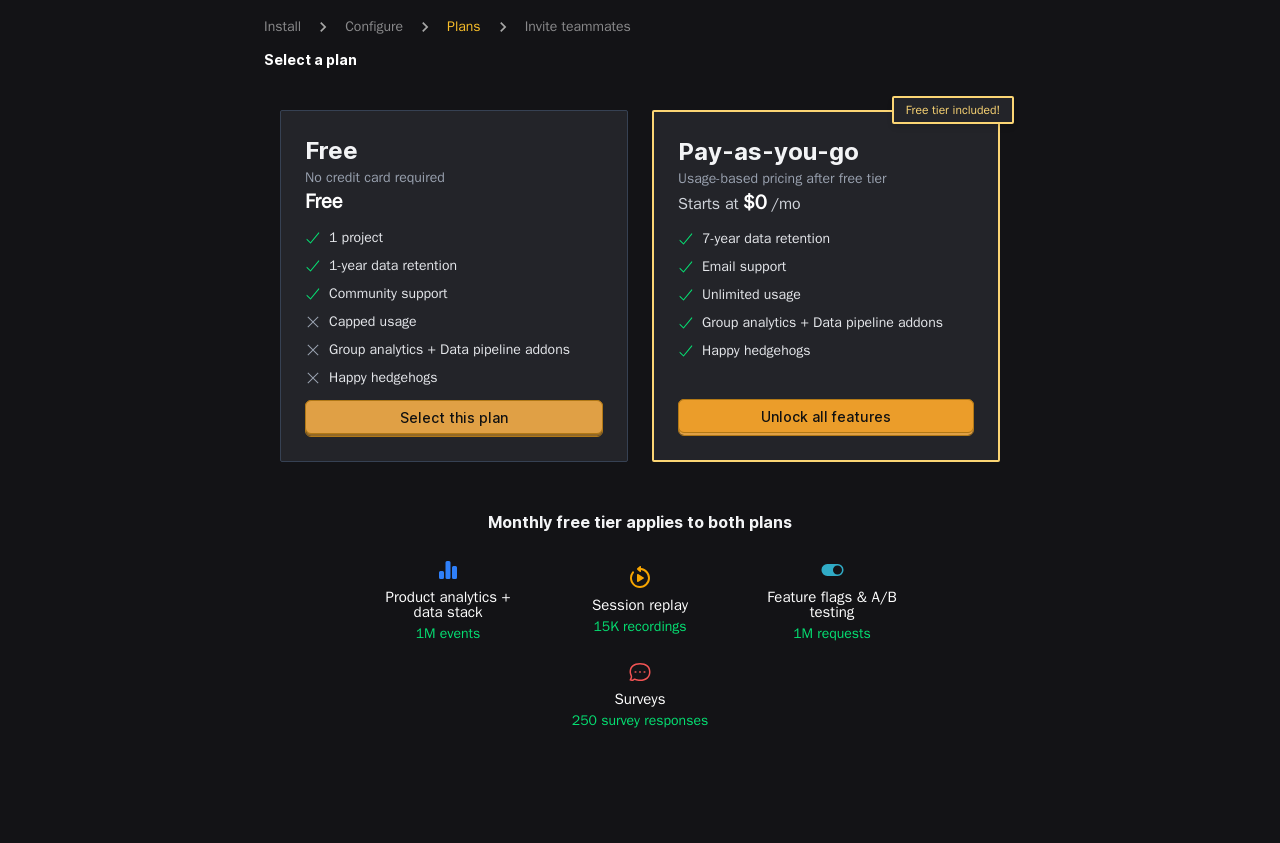 Install
Configure
Plans
Invite teammates
Select a plan
Free
No credit card required
Free
1 project
1-year data retention
Community support
Capped usage
Group analytics + Data pipeline addons
Happy hedgehogs
Select this plan
Free tier included!
Pay-as-you-go
Usage-based pricing after free tier
Starts at $0 /mo
7-year data retention
Email support
Unlimited usage
Group analytics + Data pipeline addons
Happy hedgehogs
Unlock all features
Monthly free tier applies to both plans
Product analytics +
data stack
1M events
Session replay
15K recordings
Feature flags & A/B
testing
1M requests
Surveys
250 survey responses